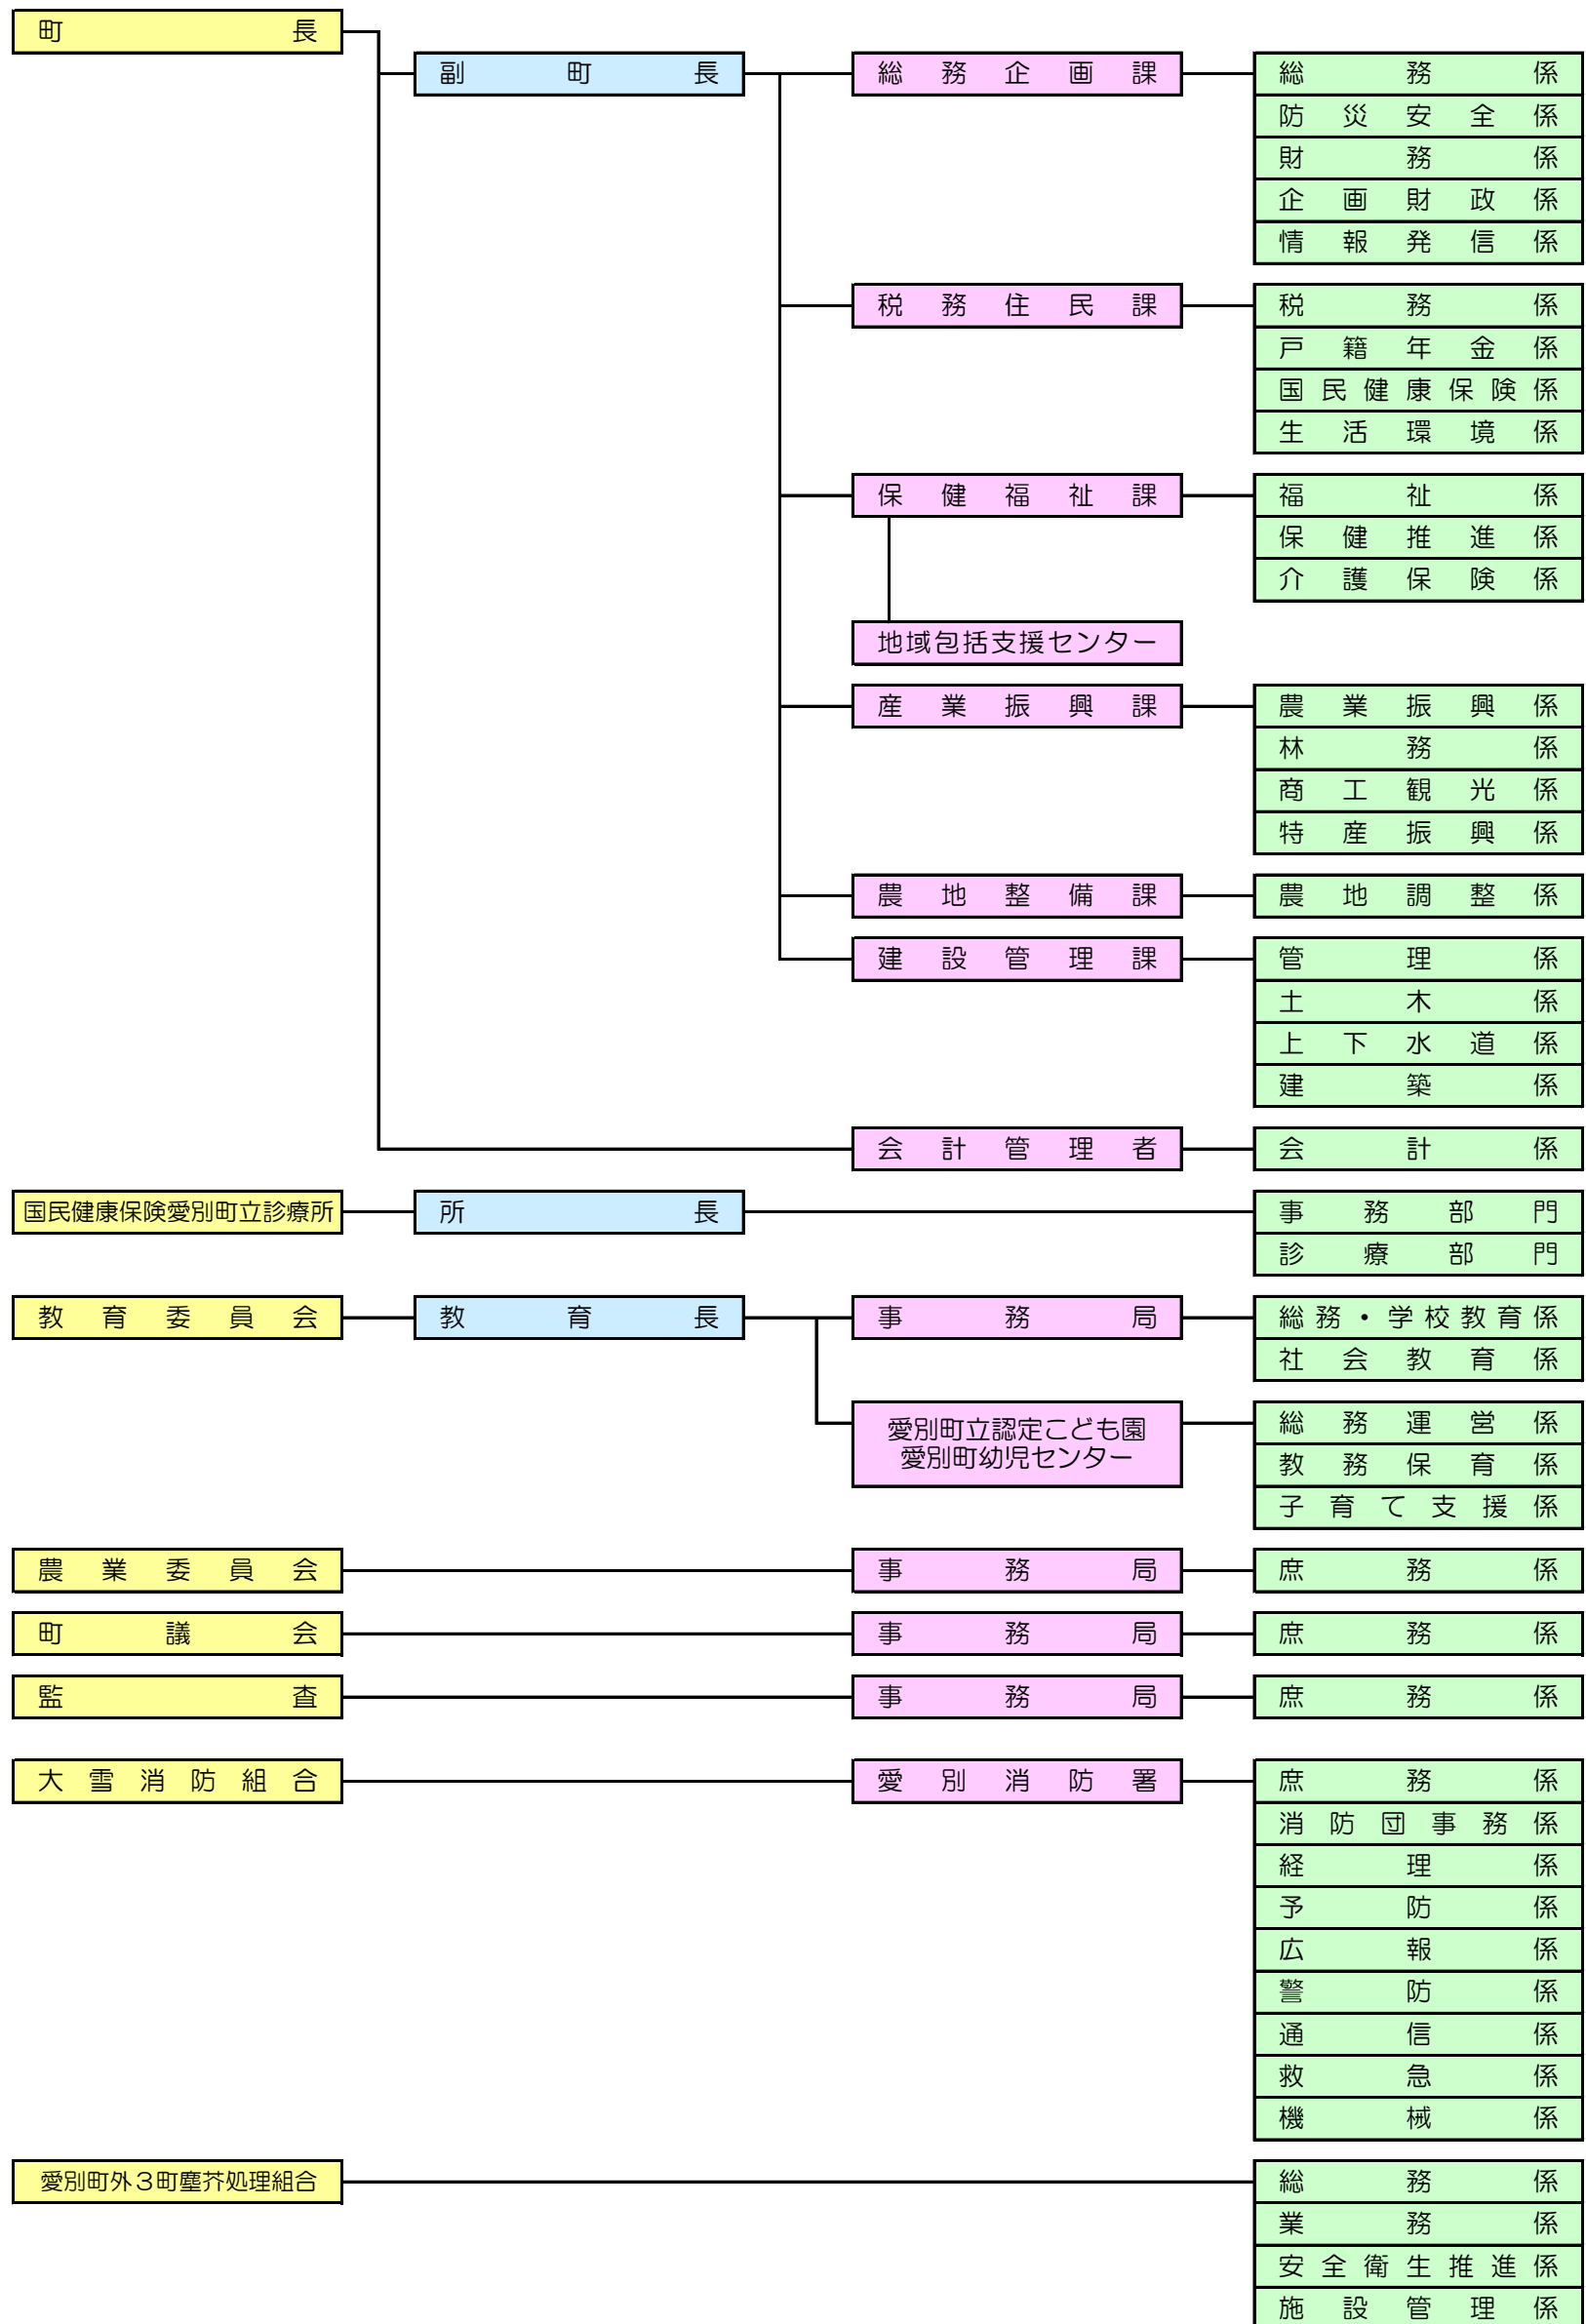 町長
副町長
総務企画課
総務係
防災安全係
財務係
企画財政係
情報発信係
税務住民課
税務係
戸籍年金係
国民健康保険係
生活環境係
保健福祉課
福祉係
保健推進係
介護保険係
地域包括支援センター
産業振興課
農業振興係
林務係
商工観光係
特産振興係
農地整備課
農地調整係
建設管理課
管理係
土木係
上下水道係
建築係
会計管理者
会計係
国民健康保険愛別町立診療所
所長
事務部門
診療部門
教育委員会
教育長
事務局
総務・学校教育係
社会教育係
愛別町立認定こども園
愛別町幼児センター
総務運営係
教務保育係
子育て支援係
農業委員会
事務局
庶務係
町議会
事務局
庶務係
監査
事務局
庶務係
大雪消防組合
愛別消防署
庶務係
消防団事務係
経理係
予防係
広報係
警防係
通信係
救急係
機械係
愛別町外３町塵芥処理組合
総務係
業務係
安全衛生推進係
施設管理係